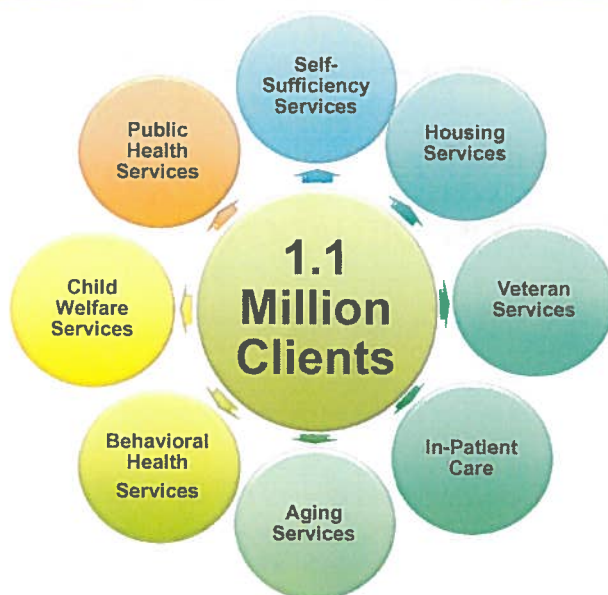 Self-
Sufficiency
Services
Housing
Services
Veteran
Services
In-Patient
Care
Aging
Services
Behavioral
Health
Services
Child
Welfare
Services
Public
Health
Services
1.1
Million
Clients